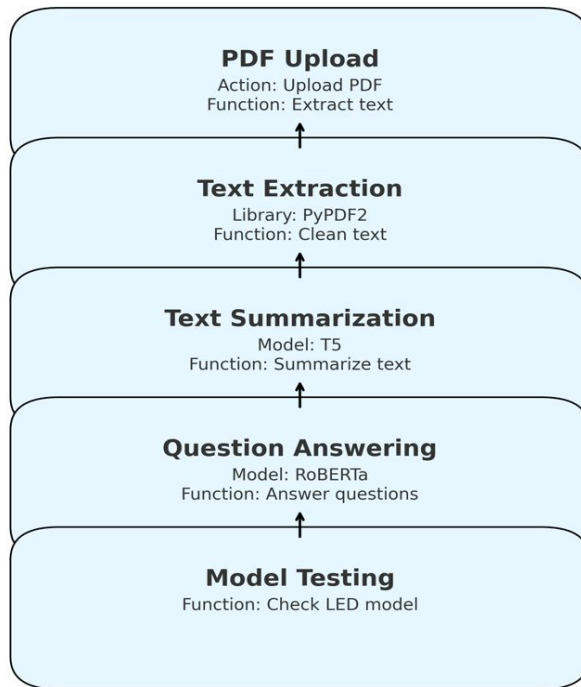 PDF Upload
Action: Upload PDF
Function: Extract text
Text Extraction
Library: PyPDF2
Function: Clean text
Text Summarization
Model: T5
Function: Summarize text
Question Answering
Model: RoBERTa
Function: Answer questions
Model Testing
Function: Check LED model